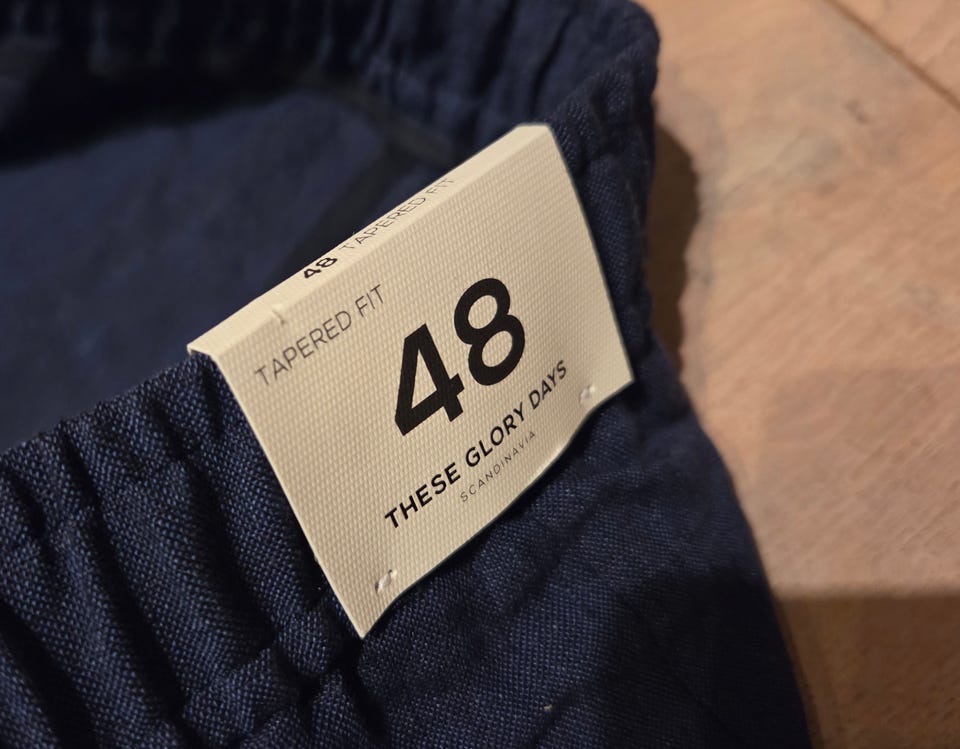 48 TAPERED FIT
TAPERED FIT
48
THESE GLORY DAYS
SCANDINAVIA